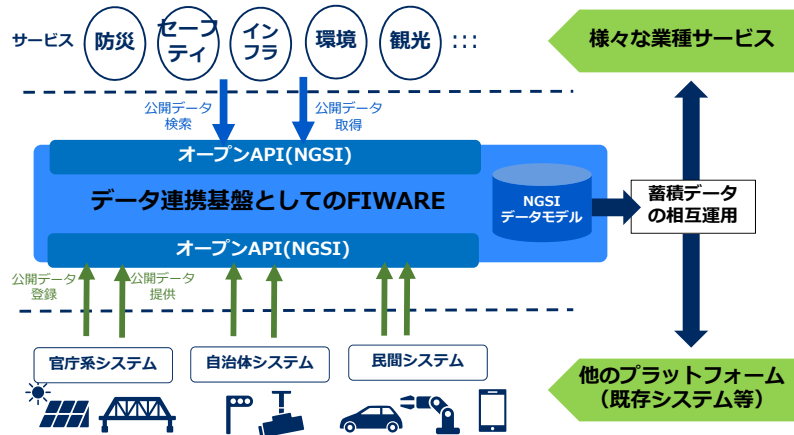 サービス
防災
セーフ
ティ
イン
フラ
環境
観光
:::
様々な業種サービス
公開データ
検索
公開データ
取得
オープンAPI(NGSI)
データ連携基盤としてのFIWARE
NGSI
データモデル
蓄積データ
の相互運用
オープンAPI(NGSI)
公開データ
登録
公開データ
提供
官庁系システム
自治体システム
民間システム
他のプラットフォーム
（既存システム等）